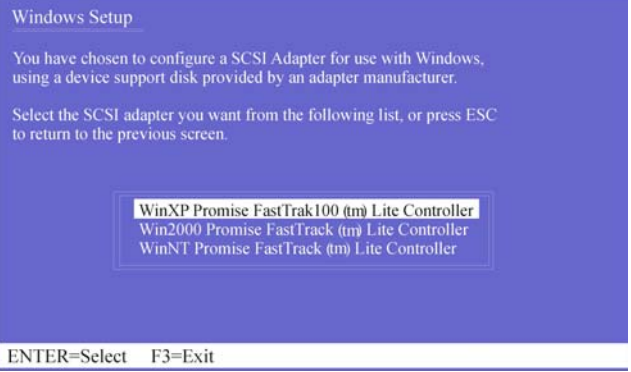 Windows Setup
You have chosen to configure a SCSI Adapter for use with Windows,
using a device support disk provided by an adapter manufacturer.
Select the SCSI adapter you want from the following list, or press ESC
to return to the previous screen.
WinXP Promise FastTrak100 (tm) Lite Controller
Win2000 Promise FastTrack (tm) Lite Controller
WinNT Promise FastTrack (tm) Lite Controller
ENTER=Select F3=Exit